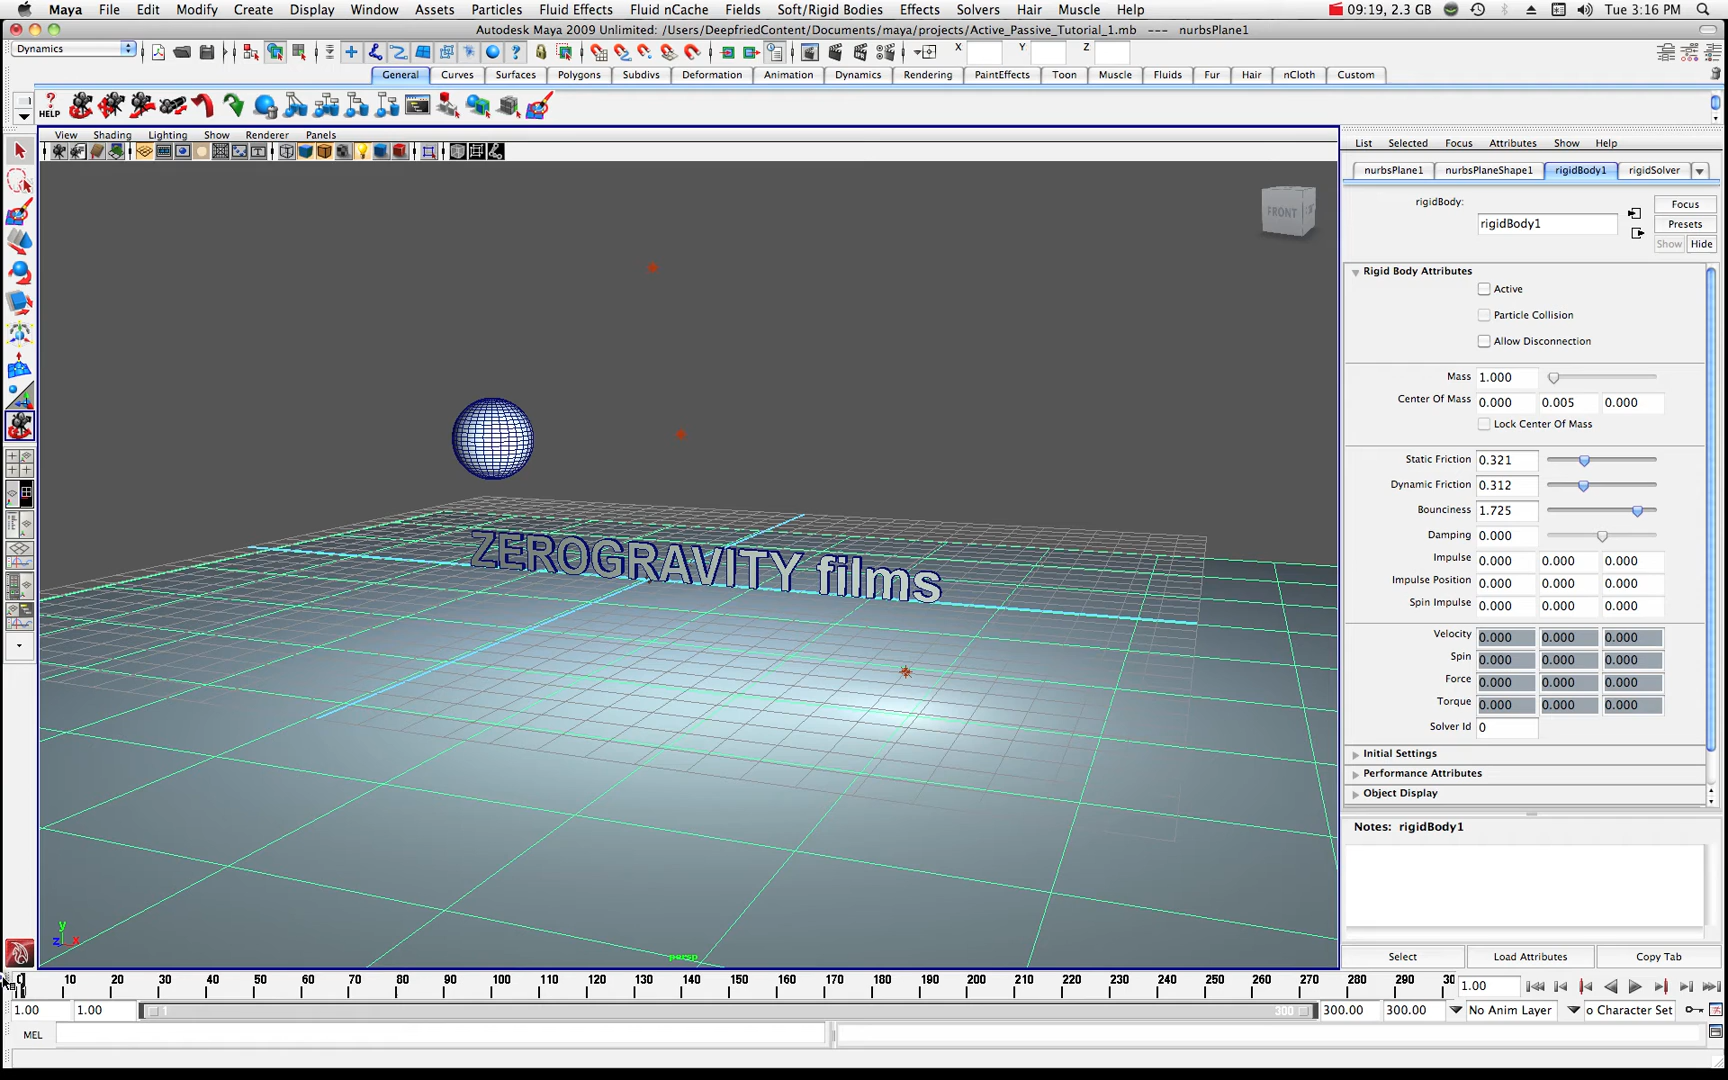 Maya File Edit Modify Create Display Window Assets Particles Fluid Effects Fluid nCache Fields Soft/Rigid Bodies Effects Solvers Hair Muscle Help 09:19, 2.3 GB Tue 3:16 PM
Autodesk Maya 2009 Unlimited: /Users/DeepfriedContent/Documents/maya/projects/Active_Passive_Tutorial_1.mb --- nurbsPlane1
Dynamics X Y Z
General Curves Surfaces Polygons Subdivs Deformation Animation Dynamics Rendering PaintEffects Toon Muscle Fluids Fur Hair nCloth Custom
? HELP
View Shading Lighting Show Renderer Panels
List Selected Focus Attributes Show Help
nurbsPlane1 nurbsPlaneShape1 rigidBody1 rigidSolver
rigidBody: Focus
rigidBody1 Presets
Show Hide
FRONT
Rigid Body Attributes
Active
Particle Collision
Allow Disconnection
Mass 1.000
Center Of Mass 0.000 0.005 0.000
Lock Center Of Mass
Static Friction 0.321
Dynamic Friction 0.312
Bounciness 1.725
Damping 0.000
Impulse 0.000 0.000 0.000
Impulse Position 0.000 0.000 0.000
Spin Impulse 0.000 0.000 0.000
Velocity 0.000 0.000 0.000
Spin 0.000 0.000 0.000
Force 0.000 0.000 0.000
Torque 0.000 0.000 0.000
Solver Id 0
Initial Settings
Performance Attributes
Object Display
Notes: rigidBody1
Select Load Attributes Copy Tab
ZEROGRAVITY films
y
z x
persp
10 20 30 40 50 60 70 80 90 100 110 120 130 140 150 160 170 180 190 200 210 220 230 240 250 260 270 280 290 30 1.00
1.00 1.00 1 300 300.00 300.00 No Anim Layer o Character Set
MEL